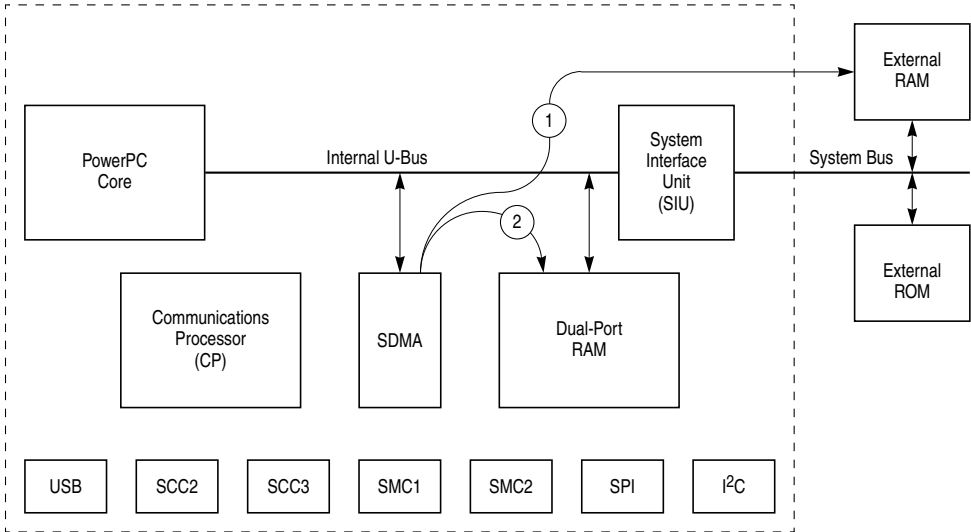 External
RAM
1
PowerPC
Core
Internal U-Bus
System
Interface
Unit
(SIU)
System Bus
2
Communications
Processor
(CP)
SDMA
Dual-Port
RAM
External
ROM
USB
SCC2
SCC3
SMC1
SMC2
SPI
I²C